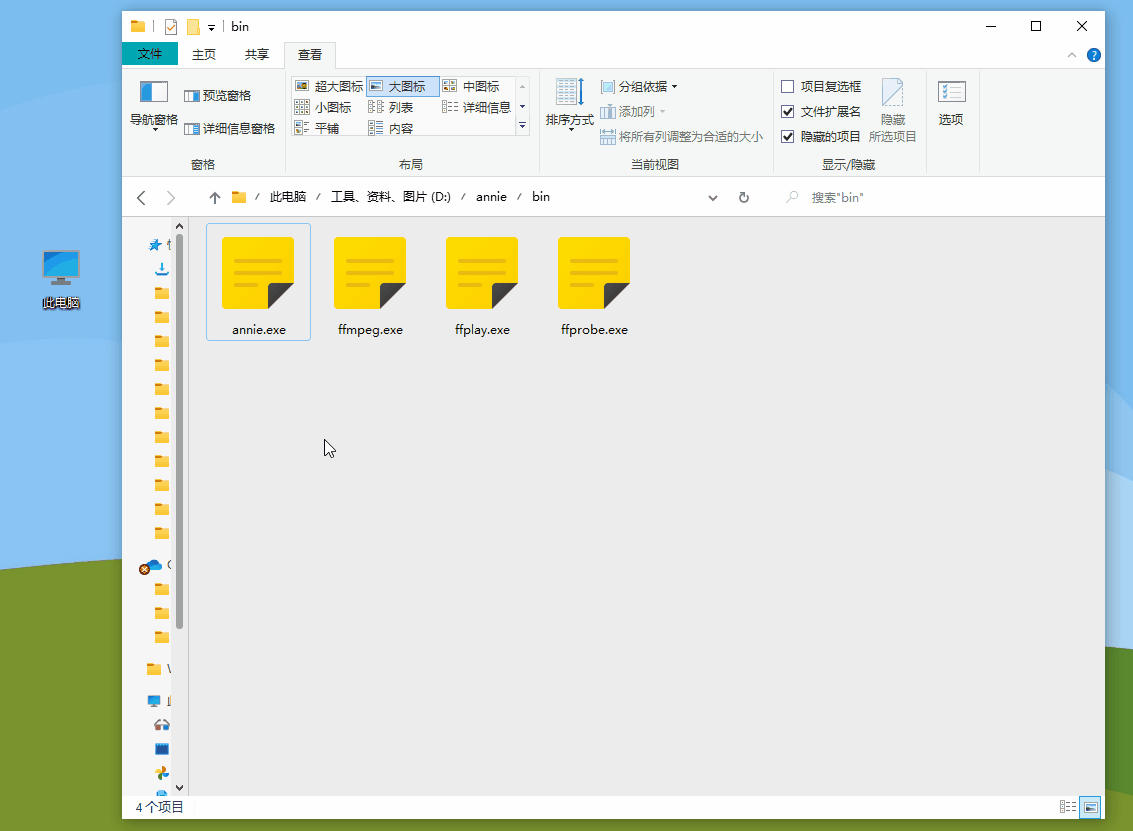 bin
文件 主页 共享 查看
导航窗格 预览窗格 详细信息窗格 窗格
超大图标 大图标 中图标
小图标 列表 详细信息
平铺 内容
布局
排序方式 分组依据
添加列
将所有列调整为合适的大小
当前视图
项目复选框
文件扩展名
隐藏的项目
隐藏
所选项目
显示/隐藏
选项
此电脑 / 工具、资料、图片 (D:) / annie / bin
搜索"bin"
此电脑
annie.exe ffmpeg.exe ffplay.exe ffprobe.exe
4 个项目